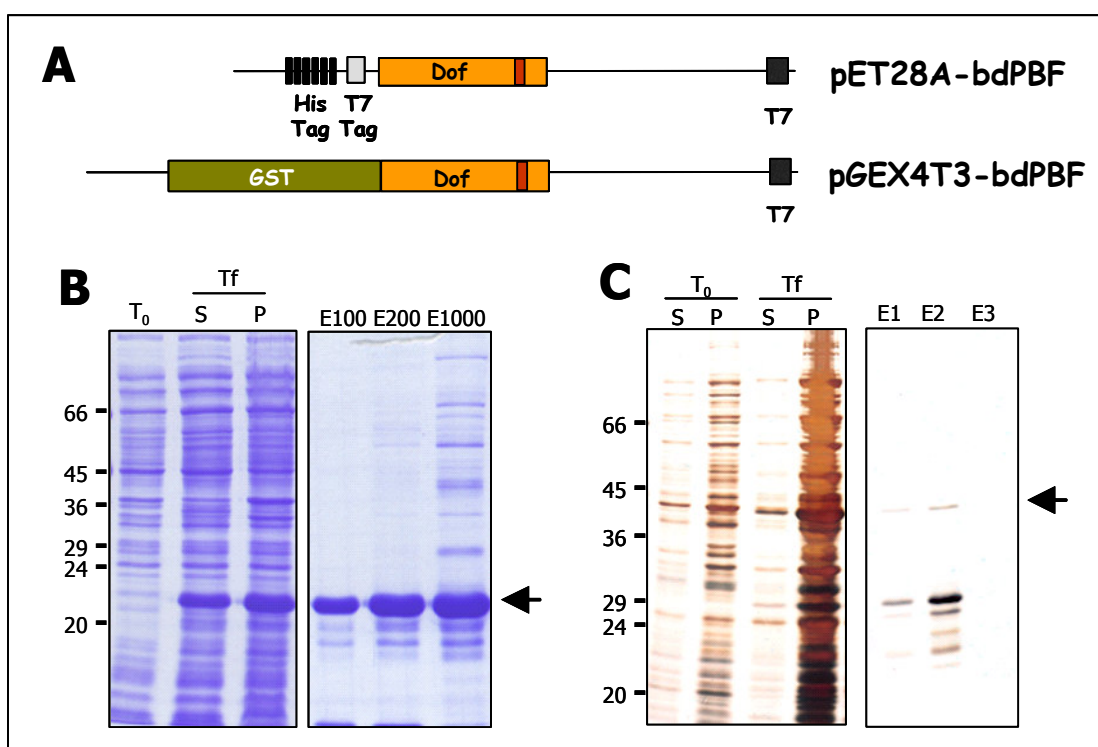 A
Dof
pET28A-bdPBF
His
Tag
T7
Tag
T7
GST
Dof
pGEX4T3-bdPBF
T7
B
Tf
T0
S
P
E100 E200 E1000
66
45
36
29
24
20
C
T0
Tf
S
P
S
P
E1
E2
E3
66
45
36
29
24
20